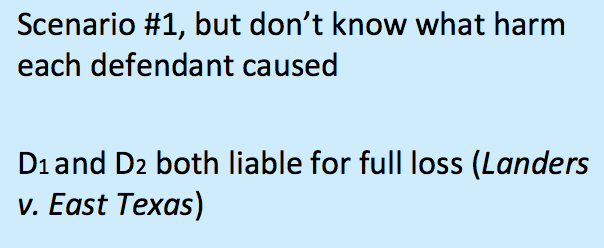 Scenario #1, but don’t know what harm
each defendant caused
D1 and D2 both liable for full loss (Landers
v. East Texas)